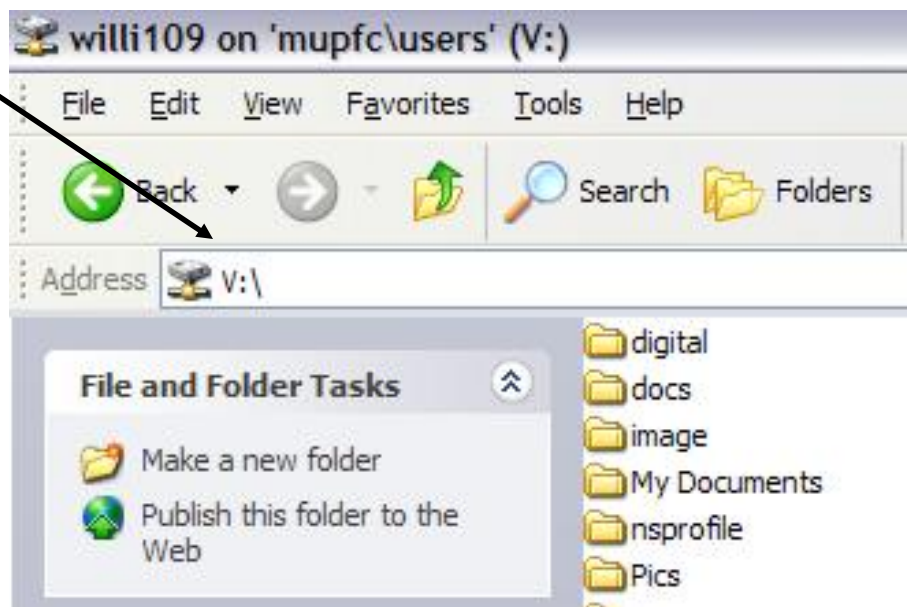 willi109 on 'mupfc\users' (V:)
File Edit View Favorites Tools Help
Back Search Folders
Address V:\
File and Folder Tasks
Make a new folder
Publish this folder to the
Web
digital
docs
image
My Documents
nsprofile
Pics